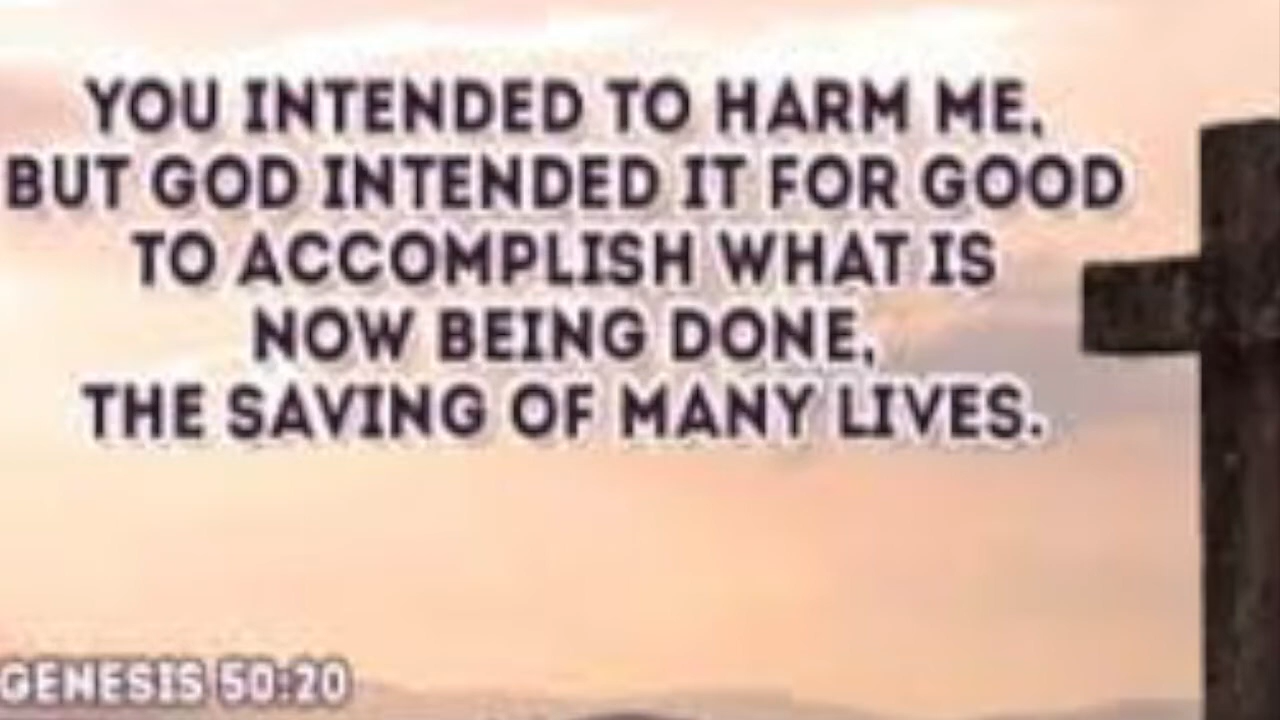 YOU INTENDED TO HARM ME,
BUT GOD INTENDED IT FOR GOOD
TO ACCOMPLISH WHAT IS
NOW BEING DONE,
THE SAVING OF MANY LIVES.
GENESIS 50:20